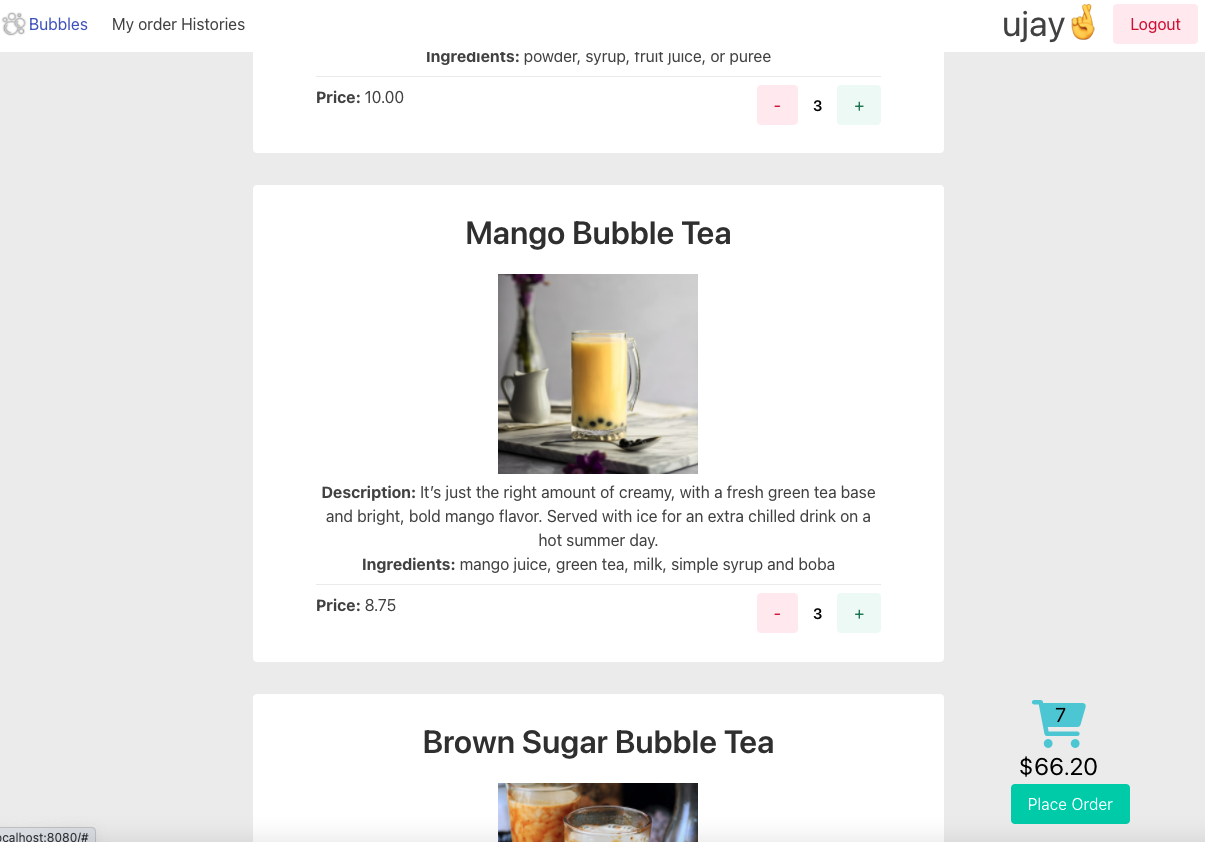 Bubbles My order Histories ujay🤞 Logout
Ingredients: powder, syrup, fruit juice, or puree
Price: 10.00 - 3 +
Mango Bubble Tea
Description: It’s just the right amount of creamy, with a fresh green tea base
and bright, bold mango flavor. Served with ice for an extra chilled drink on a
hot summer day.
Ingredients: mango juice, green tea, milk, simple syrup and boba
Price: 8.75 - 3 +
Brown Sugar Bubble Tea
7
$66.20
Place Order
ocalhost:8080/#